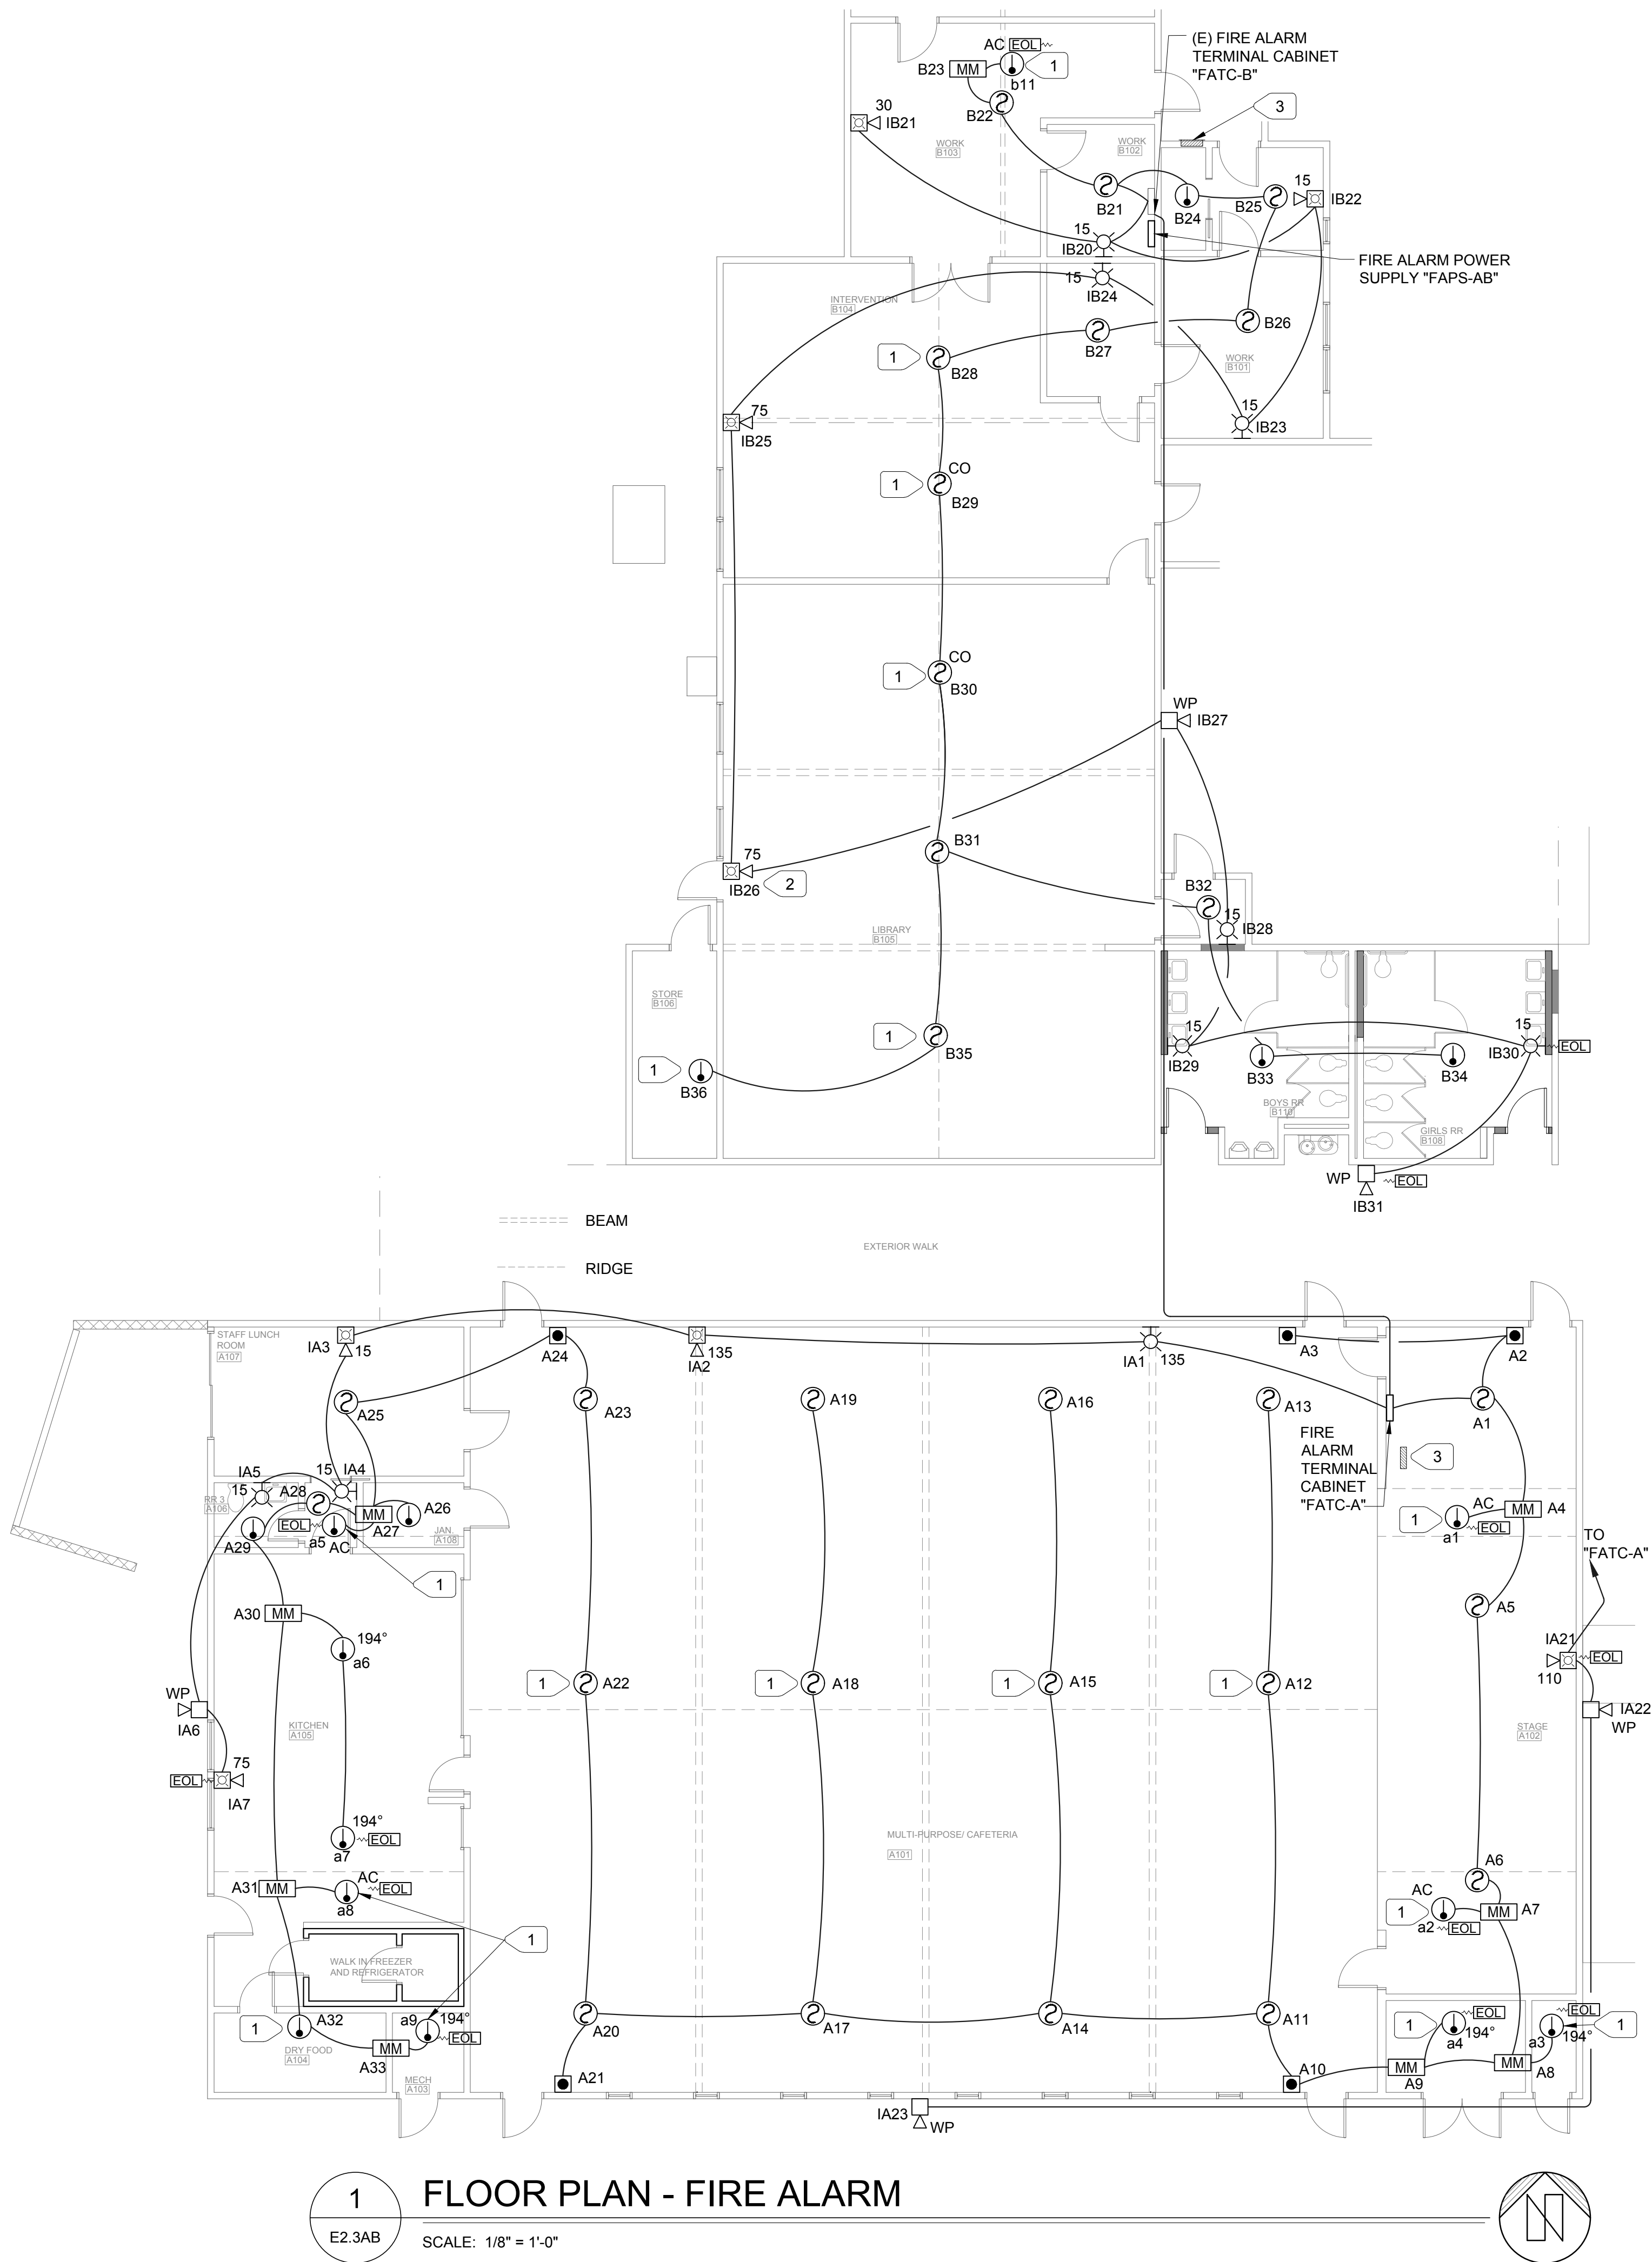 AC EOL
B23 MM
1
b11
B22
(E) FIRE ALARM
TERMINAL CABINET
"FATC-B"
3
30
IB21
WORK
B103
WORK
B102
B21
B24
B25
15
IB22
15
IB20
FIRE ALARM POWER
SUPPLY "FAPS-AB"
15
IB24
INTERVENTION
B104
B26
B27
1
B28
WORK
B101
15
IB23
75
IB25
CO
1
B29
CO
1
B30
WP
IB27
B31
75
IB26
2
B32
15
IB28
LIBRARY
B105
STORE
B106
15
IB29
15
IB30
EOL
1
B35
1
B36
B33
B34
BOYS RR
B110
GIRLS RR
B108
WP
EOL
IB31
BEAM
EXTERIOR WALK
RIDGE
STAFF LUNCH
ROOM
A107
IA3
15
A24
IA2
135
IA1
135
A3
A2
A25
A23
A19
A16
A13
A1
FIRE
ALARM
TERMINAL
CABINET
"FATC-A"
3
IA5
15
15
IA4
A28
RR 3
A106
MM
A27
A26
EOL
a5
AC
A29
JAN
A108
1
AC
1
a1
EOL
MM
A4
TO
"FATC-A"
A30
MM
194°
a6
A5
IA21
EOL
110
1
A22
1
A18
1
A15
1
A12
WP
IA6
IA22
WP
KITCHEN
A105
STAGE
A102
75
EOL
IA7
194°
EOL
a7
MULTI-PURPOSE/ CAFETERIA
A101
A31
MM
AC
EOL
a8
A6
AC
1
a2
EOL
MM
A7
1
WALK IN FREEZER
AND REFRIGERATOR
1
A32
a9
194°
EOL
A20
A17
A14
A11
1
EOL
194°
a4
EOL
a3
194°
1
DRY FOOD
A104
MM
A33
MECH
A103
A21
A10
MM
A9
MM
A8
IA23
WP
1
E2.3AB
FLOOR PLAN - FIRE ALARM
SCALE: 1/8" = 1'-0"
N